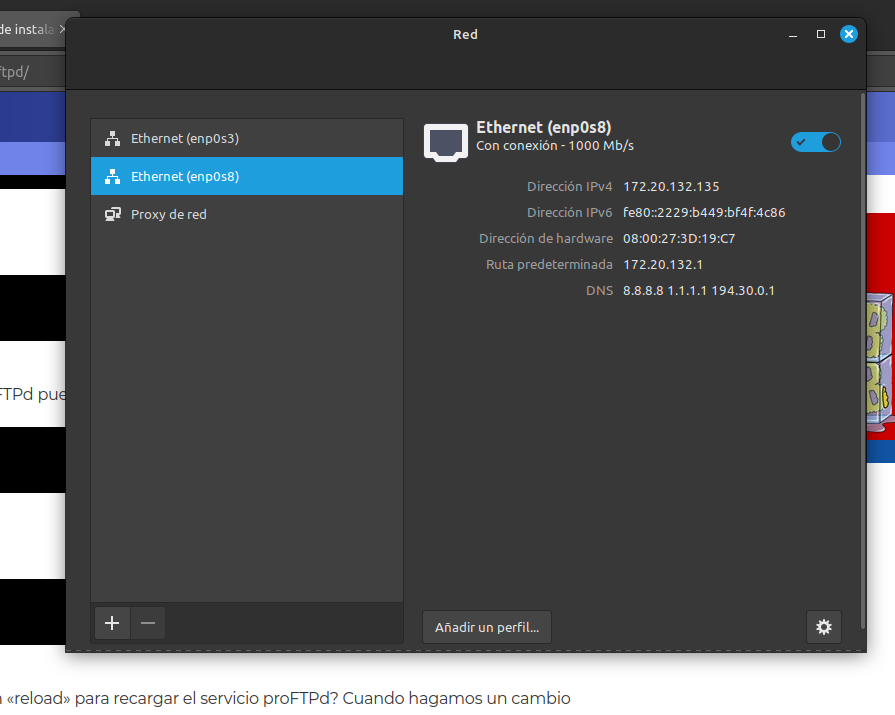 de instala
Red
ftpd/
Ethernet (enp0s3)
Ethernet (enp0s8)
Proxy de red
Ethernet (enp0s8)
Con conexión - 1000 Mb/s
Dirección IPv4 172.20.132.135
Dirección IPv6 fe80::2229:b449:bf4f:4c86
Dirección de hardware 08:00:27:3D:19:C7
Ruta predeterminada 172.20.132.1
DNS 8.8.8.8 1.1.1.1 194.30.0.1
FTPd pue
Añadir un perfil...
«reload» para recargar el servicio proFTPd? Cuando hagamos un cambio